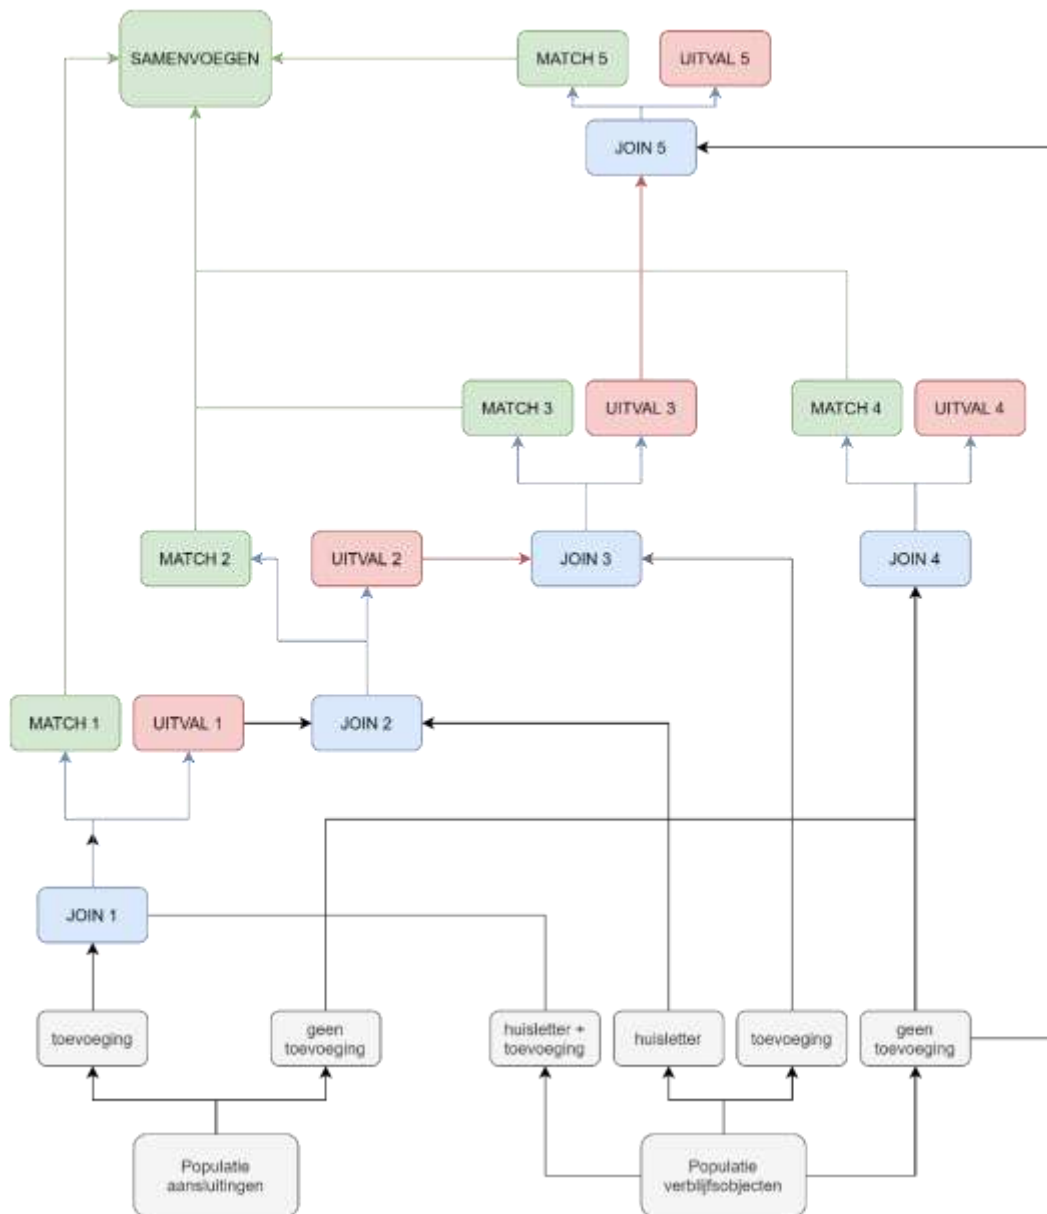 SAMENVOEGEN
MATCH 5
UITVAL 5
JOIN 5
MATCH 3
UITVAL 3
MATCH 4
UITVAL 4
MATCH 2
UITVAL 2
JOIN 3
JOIN 4
MATCH 1
UITVAL 1
JOIN 2
JOIN 1
toevoeging
geen
toevoeging
huisletter +
toevoeging
huisletter
toevoeging
geen
toevoeging
Populatie
aansluitingen
Populatie
verblijfsobjecten